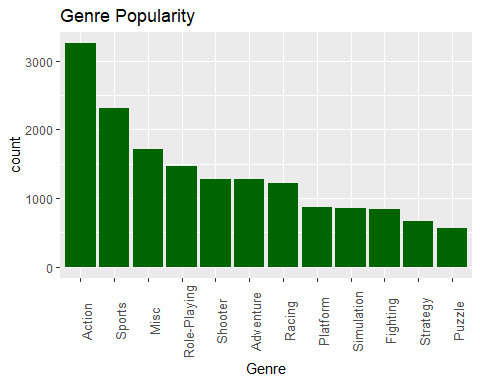 Genre Popularity
3000
2000
1000
0
count
Action
Sports
Misc
Role-Playing
Shooter
Adventure
Racing
Platform
Simulation
Fighting
Strategy
Puzzle
Genre